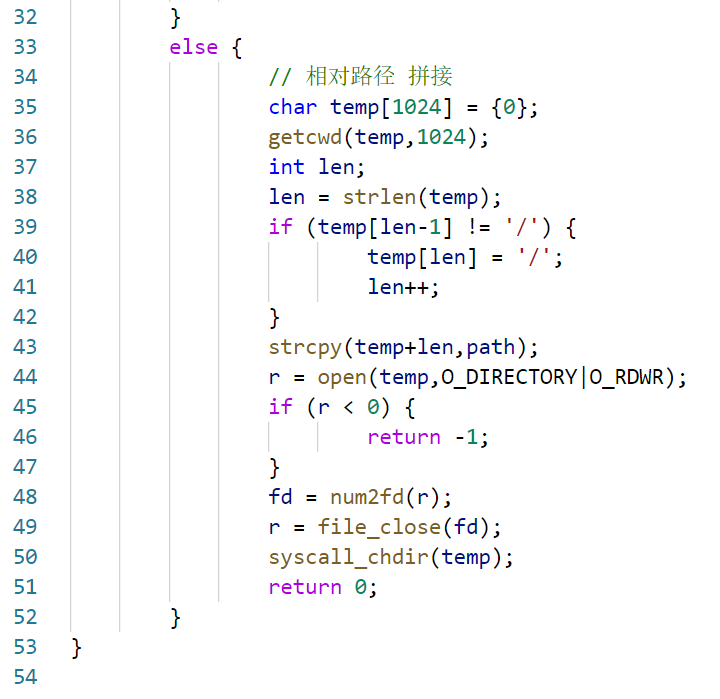 32 }
33 else {
34 // 相对路径 拼接
35 char temp[1024] = {0};
36 getcwd(temp,1024);
37 int len;
38 len = strlen(temp);
39 if (temp[len-1] != '/') {
40 temp[len] = '/';
41 len++;
42 }
43 strcpy(temp+len,path);
44 r = open(temp,O_DIRECTORY|O_RDWR);
45 if (r < 0) {
46 return -1;
47 }
48 fd = num2fd(r);
49 r = file_close(fd);
50 syscall_chdir(temp);
51 return 0;
52 }
53 }
54